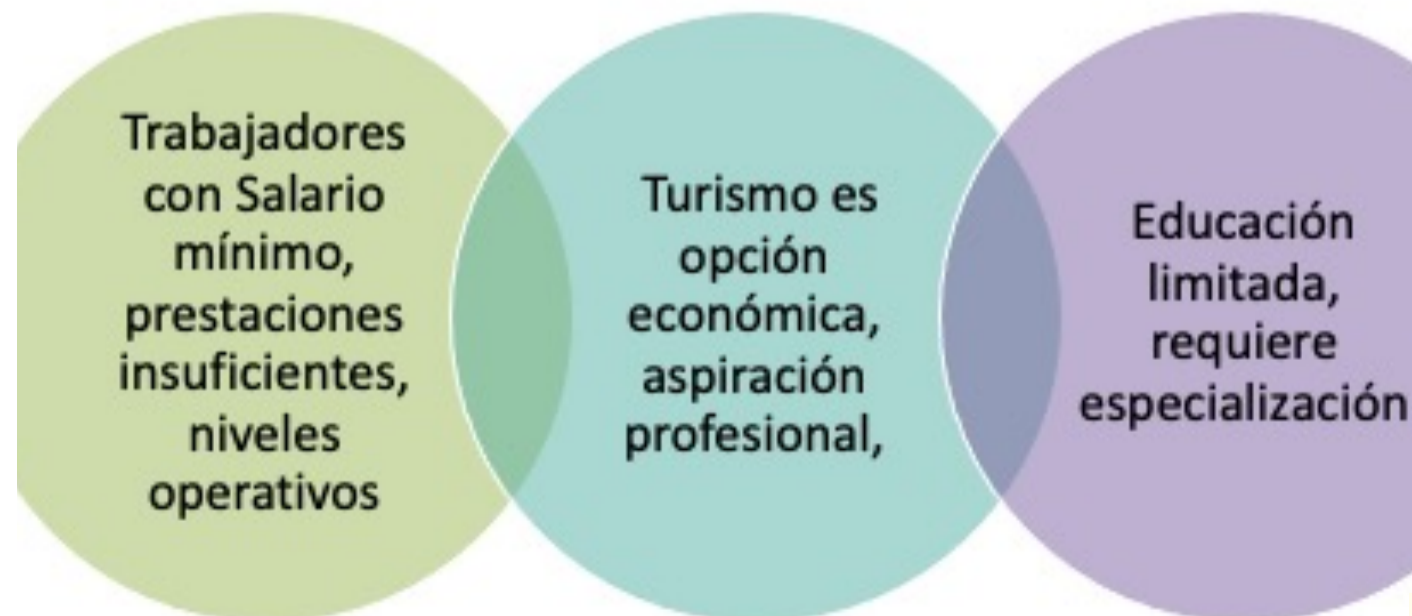 Trabajadores
con Salario
mínimo,
prestaciones
insuficientes,
niveles
operativos
Turismo es
opción
económica,
aspiración
profesional,
Educación
limitada,
requiere
especialización